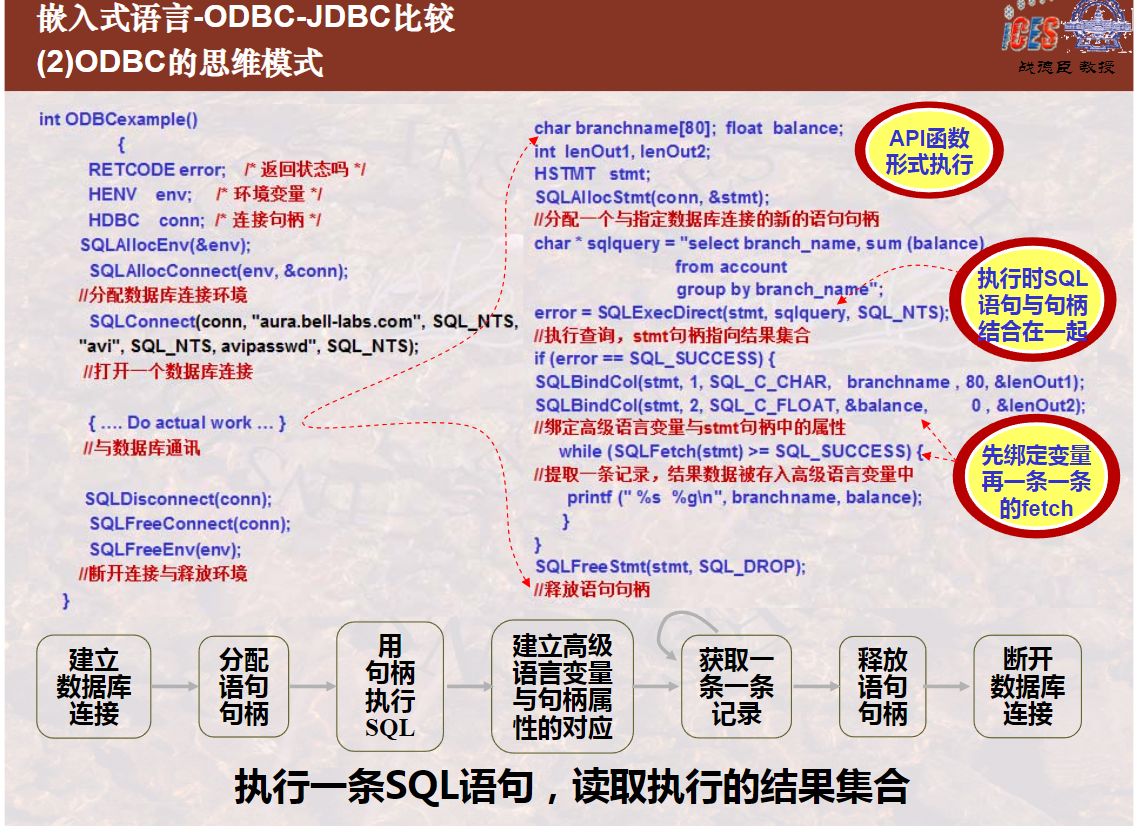 嵌入式语言-ODBC-JDBC比较
(2)ODBC的思维模式
iCES
战德臣 教授
int ODBCexample()
{
RETCODE error; /* 返回状态吗 */
HENV env; /* 环境变量 */
HDBC conn; /* 连接句柄 */
SQLAllocEnv(&env);
SQLAllocConnect(env, &conn);
//分配数据库连接环境
SQLConnect(conn, "aura.bell-labs.com", SQL_NTS,
"avi", SQL_NTS, avipasswd", SQL_NTS);
//打开一个数据库连接
{ .... Do actual work ... }
//与数据库通讯
SQLDisconnect(conn);
SQLFreeConnect(conn);
SQLFreeEnv(env);
//断开连接与释放环境
}
char branchname[80]; float balance;
int lenOut1, lenOut2;
HSTMT stmt;
SQLAllocStmt(conn, &stmt);
//分配一个与指定数据库连接的新的语句句柄
char * sqlquery = "select branch_name, sum (balance)
from account
group by branch_name";
error = SQLExecDirect(stmt, sqlquery, SQL_NTS);
//执行查询，stmt句柄指向结果集合
if (error == SQL_SUCCESS) {
SQLBindCol(stmt, 1, SQL_C_CHAR, branchname , 80, &lenOut1);
SQLBindCol(stmt, 2, SQL_C_FLOAT, &balance, 0 , &lenOut2);
//绑定高级语言变量与stmt句柄中的属性
while (SQLFetch(stmt) >= SQL_SUCCESS) {
//提取一条记录，结果数据被存入高级语言变量中
printf (" %s %g\n", branchname, balance);
}
}
SQLFreeStmt(stmt, SQL_DROP);
//释放语句句柄
API函数
形式执行
执行时SQL
语句与句柄
结合在一起
先绑定变量
再一条一条
的fetch
建立
数据库
连接
分配
语句
句柄
用
句柄
执行
SQL
建立高级
语言变量
与句柄属
性的对应
获取一
条一条
记录
释放
语句
句柄
断开
数据库
连接
执行一条SQL语句，读取执行的结果集合